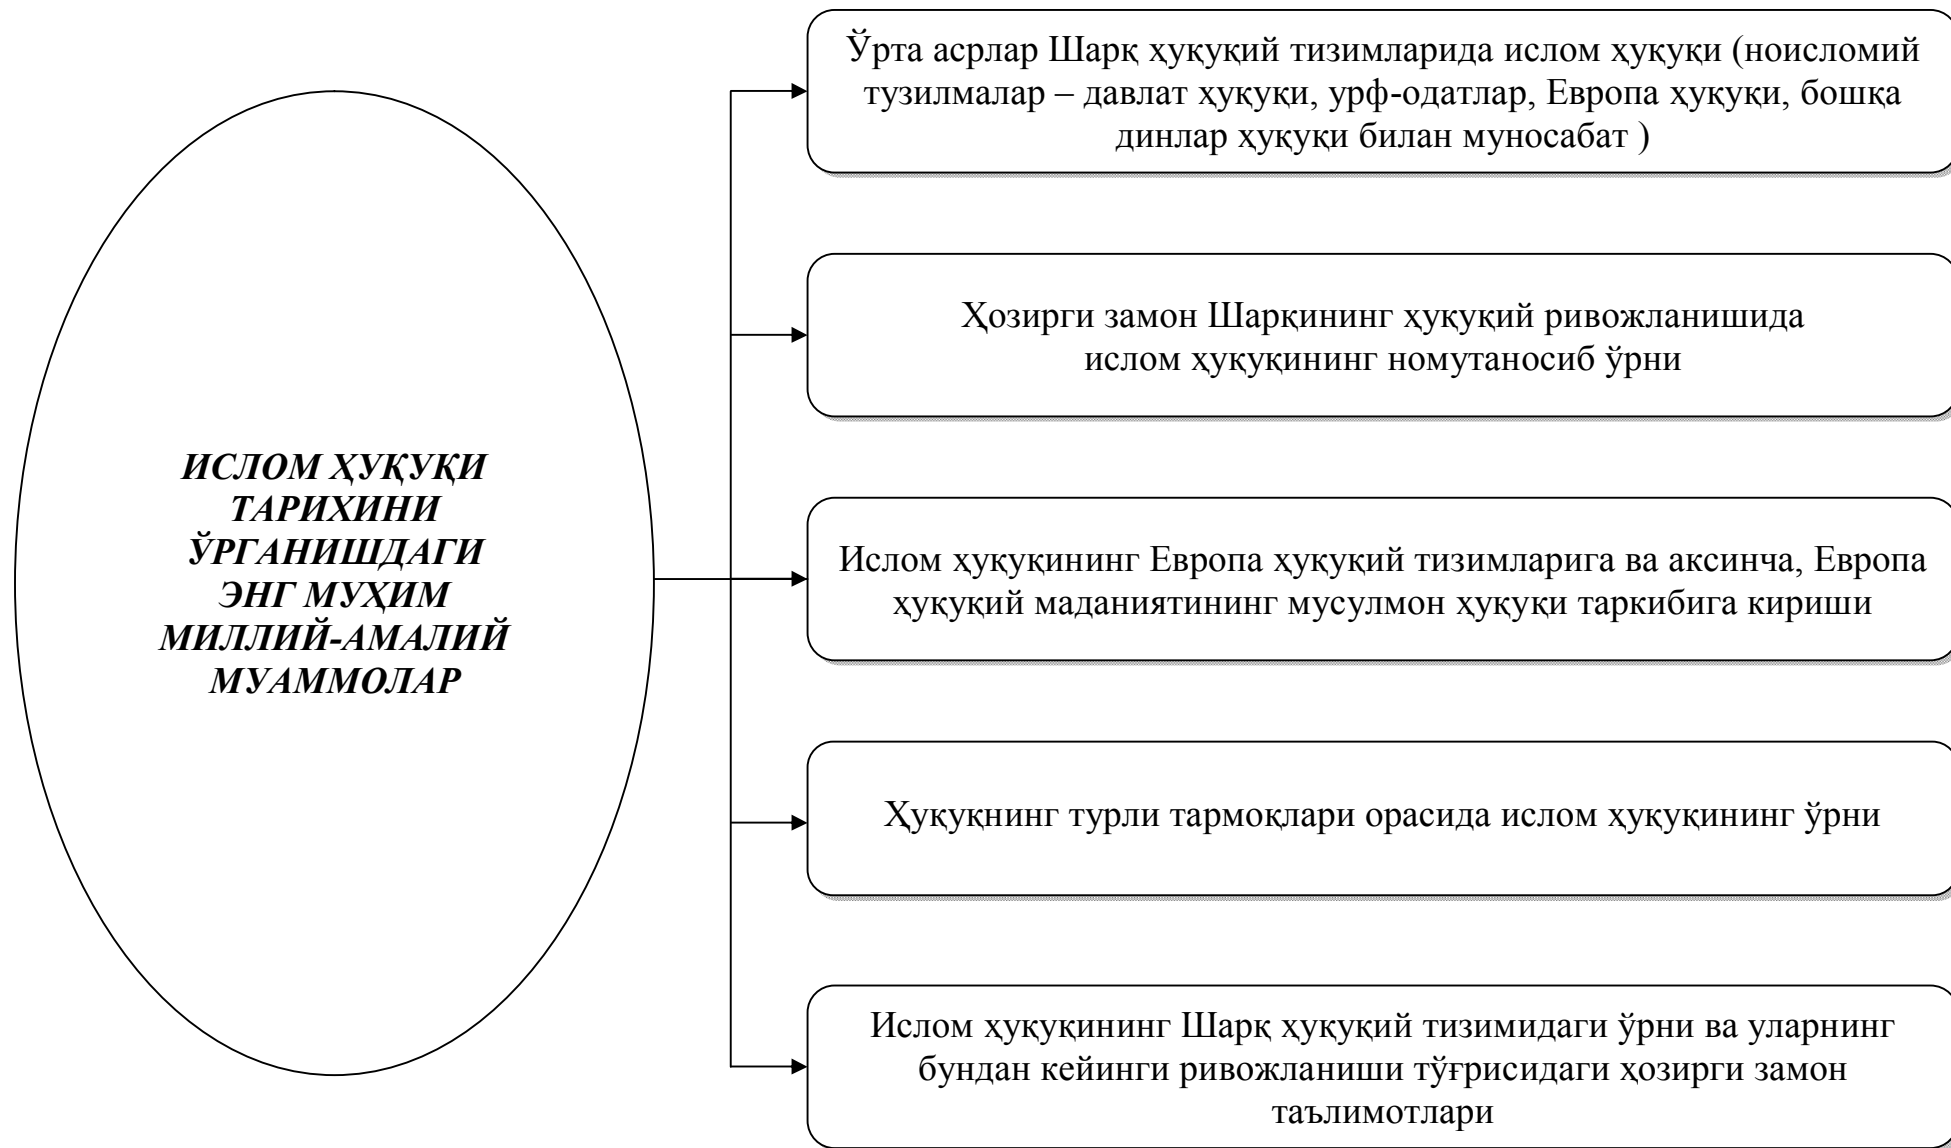 ИСЛОМ ҲУҚУҚИ
ТАРИХИНИ
ЎРГАНИШДАГИ
ЭНГ МУҲИМ
МИЛЛИЙ-АМАЛИЙ
МУАММОЛАР
Ўрта асрлар Шарқ ҳуқуқий тизимларида ислом ҳуқуқи (ноисломий
тузилмалар – давлат ҳуқуқи, урф-одатлар, Европа ҳуқуқи, бошқа
динлар ҳуқуқи билан муносабат )
Ҳозирги замон Шарқининг ҳуқуқий ривожланишида
ислом ҳуқуқининг номутаносиб ўрни
Ислом ҳуқуқининг Европа ҳуқуқий тизимларига ва аксинча, Европа
ҳуқуқий маданиятининг мусулмон ҳуқуқи таркибига кириши
Ҳуқуқнинг турли тармоқлари орасида ислом ҳуқуқининг ўрни
Ислом ҳуқуқининг Шарқ ҳуқуқий тизимидаги ўрни ва уларнинг
бундан кейинги ривожланиши тўғрисидаги ҳозирги замон
таълимотлари